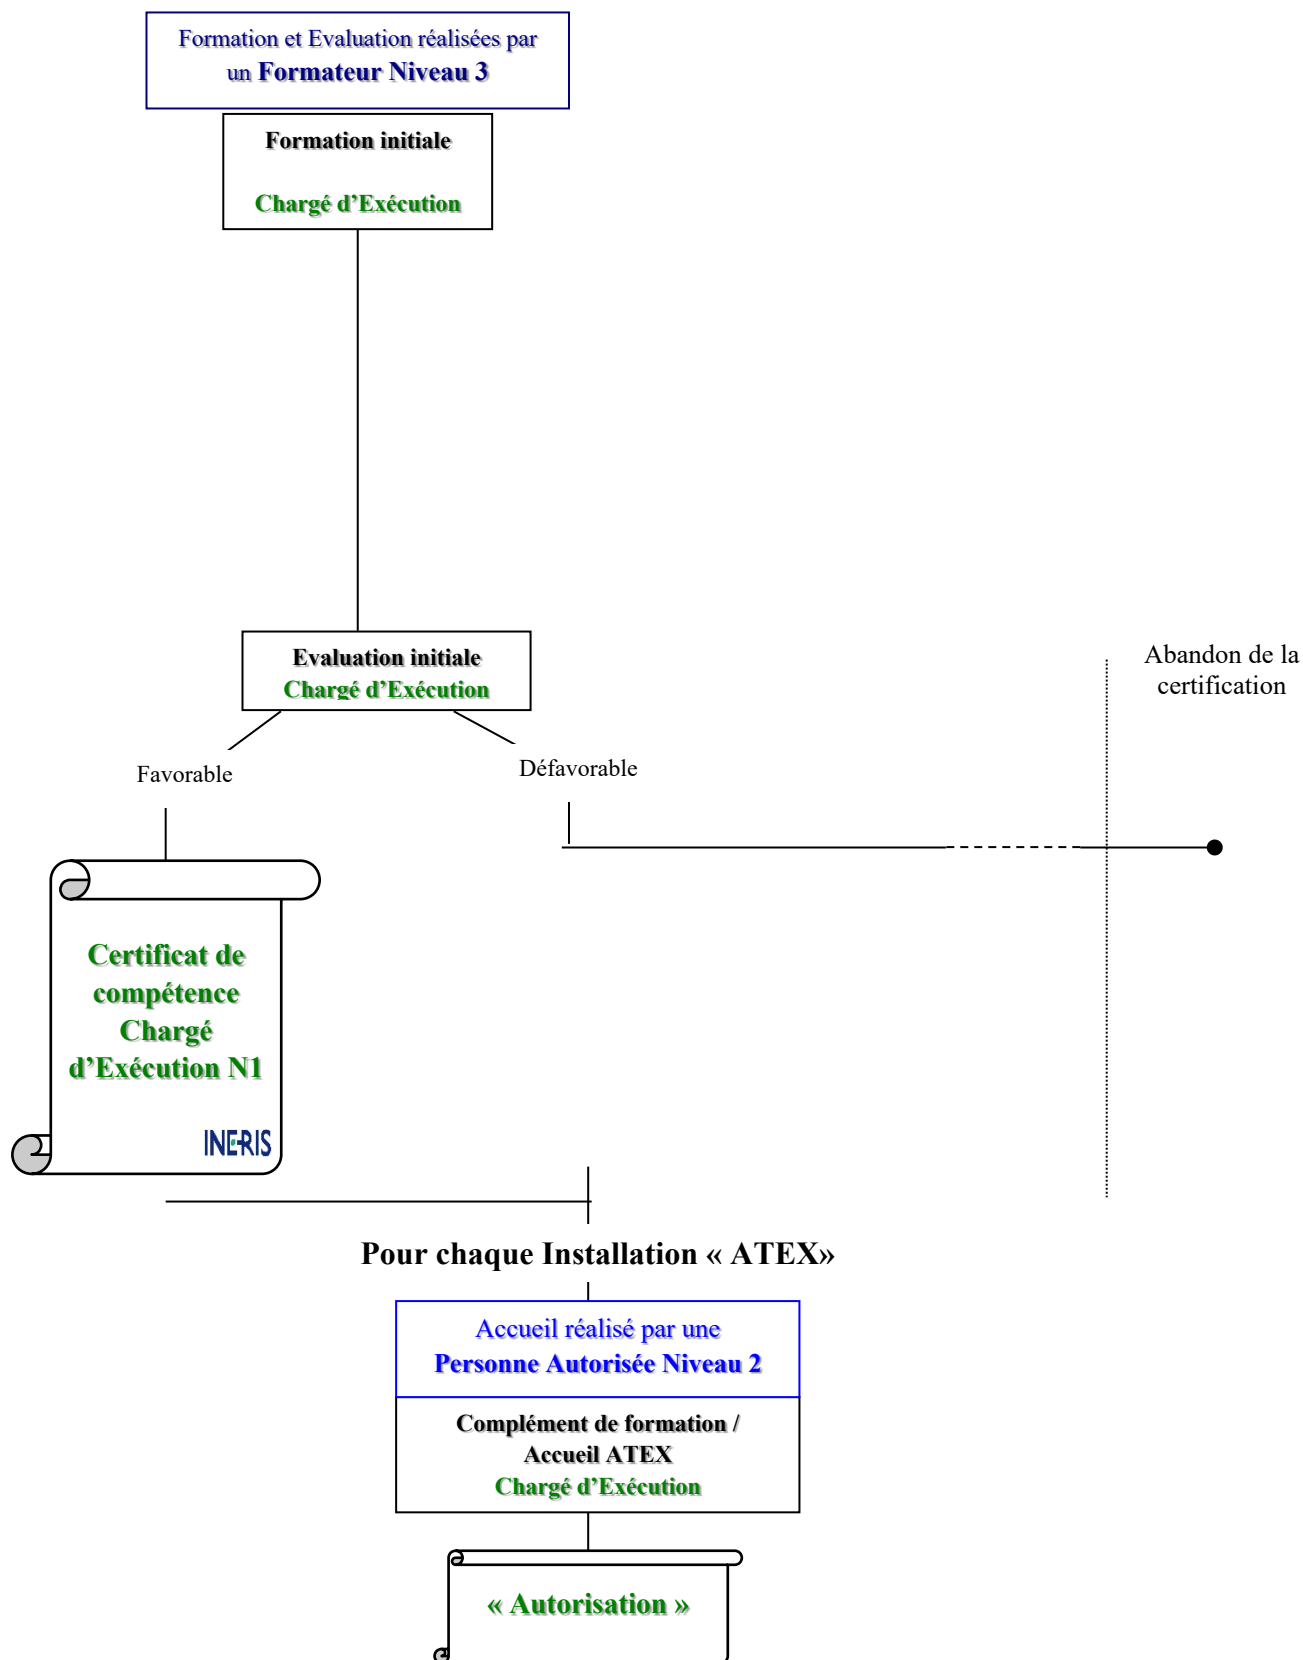 Formation et Evaluation réalisées par
un Formateur Niveau 3
Formation initiale
Chargé d’Exécution
Evaluation initiale
Chargé d’Exécution
Abandon de la
certification
Favorable
Défavorable
Certificat de
compétence
Chargé
d’Exécution N1
INERIS
Pour chaque Installation « ATEX»
Accueil réalisé par une
Personne Autorisée Niveau 2
Complément de formation /
Accueil ATEX
Chargé d’Exécution
« Autorisation »